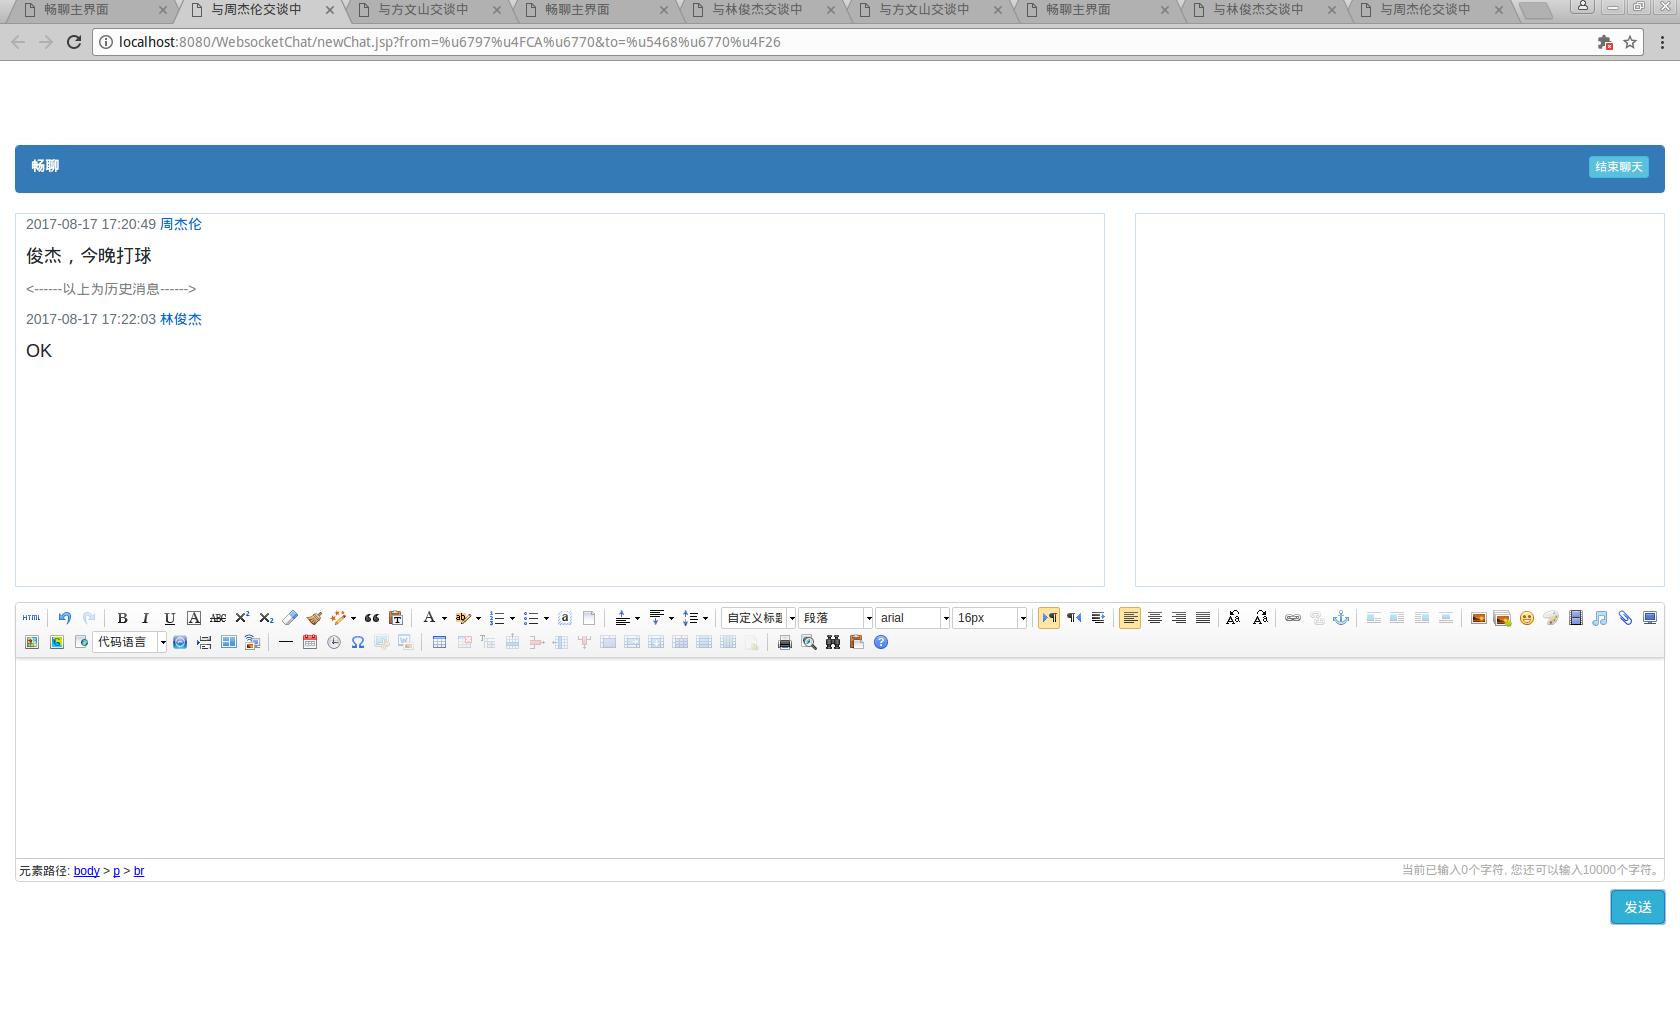 畅聊主界面
与周杰伦交谈中
与方文山交谈中
畅聊主界面
与林俊杰交谈中
与方文山交谈中
畅聊主界面
与林俊杰交谈中
与周杰伦交谈中
localhost:8080/WebsocketChat/newChat.jsp?from=%u6797%u4FCA%u6770&to=%u5468%u6770%u4F26
畅聊
结束聊天
2017-08-17 17:20:49 周杰伦
俊杰，今晚打球
<------以上为历史消息------>
2017-08-17 17:22:03 林俊杰
OK
HTML
B I U A ABC X² X₂
自定义标题
段落
arial
16px
代码语言
元素路径: body > p > br
当前已输入0个字符, 您还可以输入10000个字符。
发送